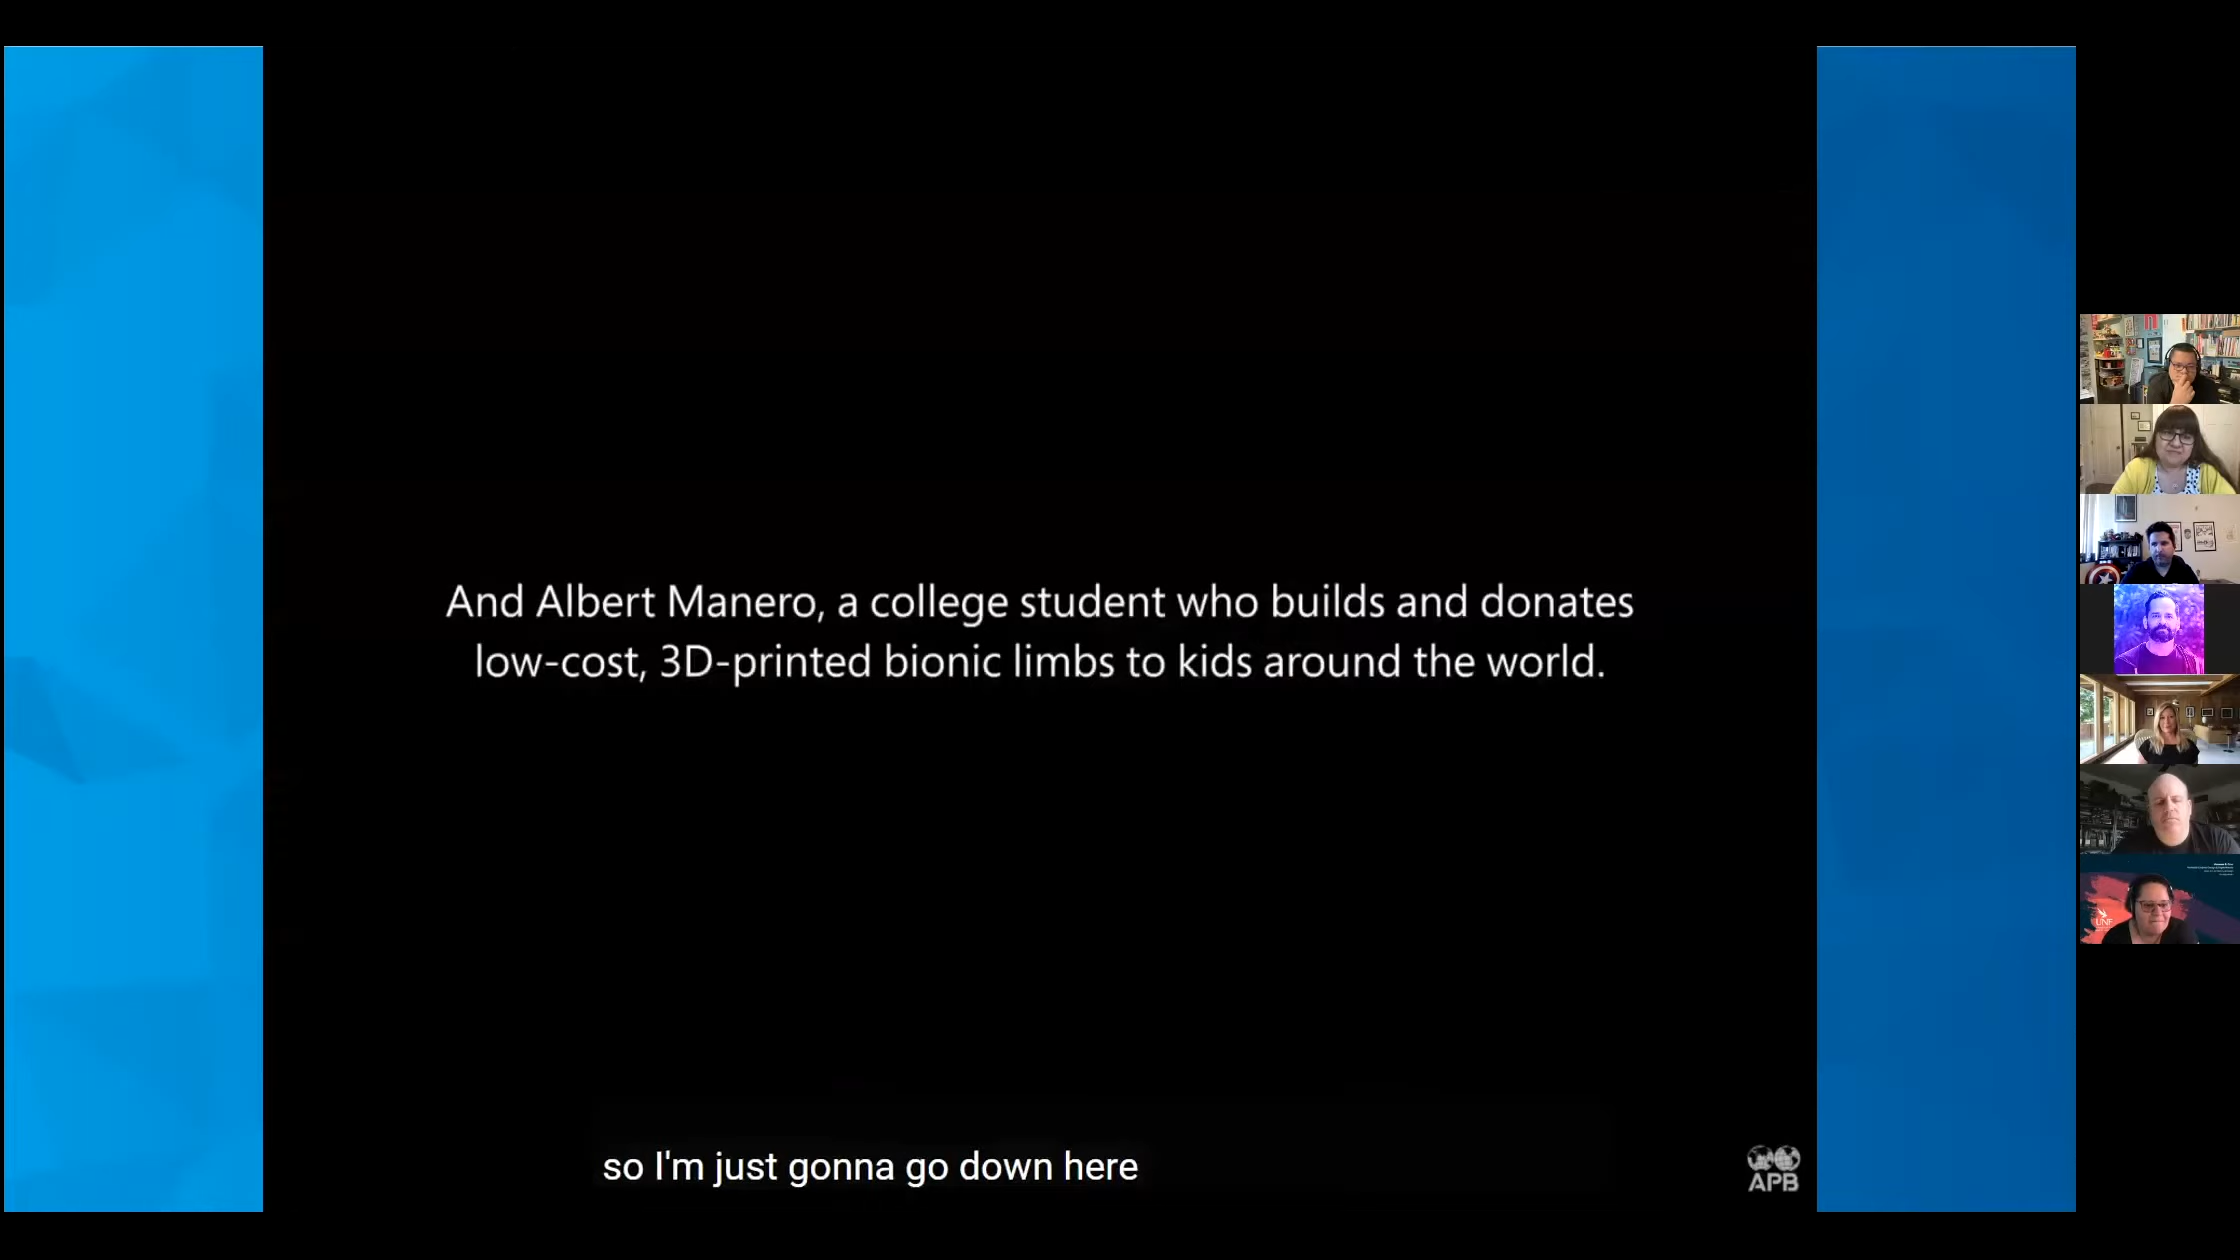 And Albert Manero, a college student who builds and donates
low-cost, 3D-printed bionic limbs to kids around the world.
so I'm just gonna go down here
APB
UNF